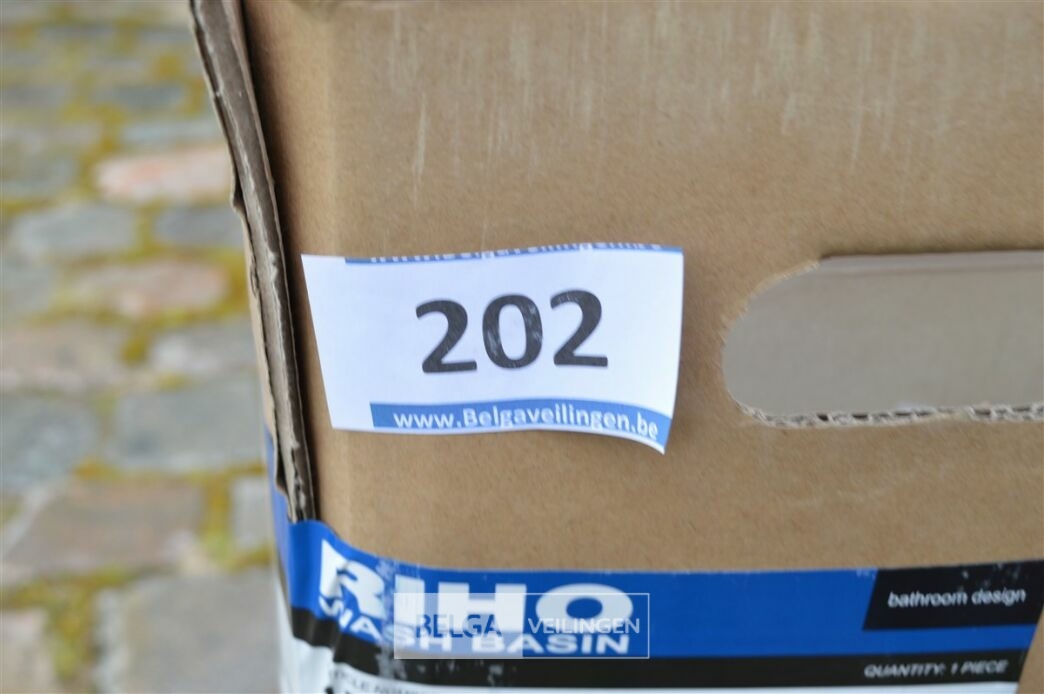 202
www.Belgaveilingen.be
RIHO
WASH BASIN
bathroom design
BELGA VEILINGEN
QUANTITY: 1 PIECE